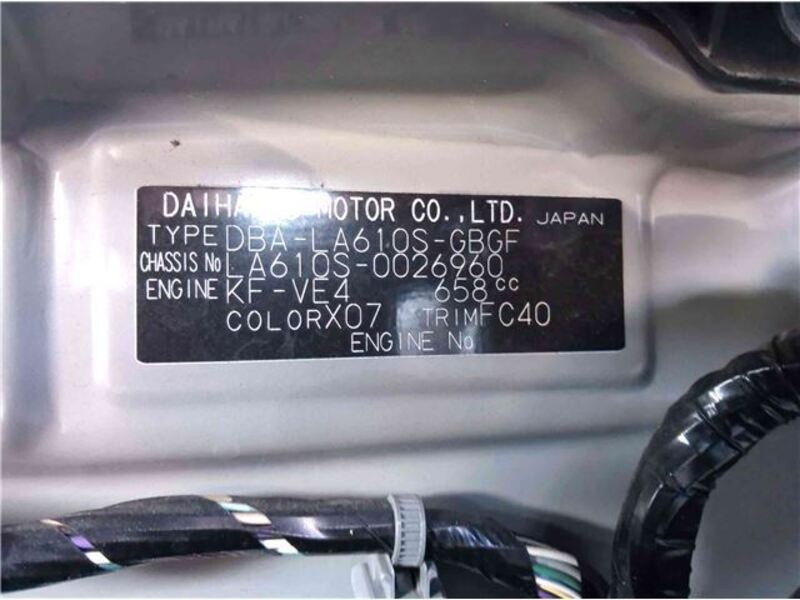 MOTOR CO.,LTD. JAPAN
TYPE DBA-LA610S-GBGF
CHASSIS No LA610S-0026960
ENGINE KF-VE4 658cc
COLOR X07 TRIM FC40
ENGINE No